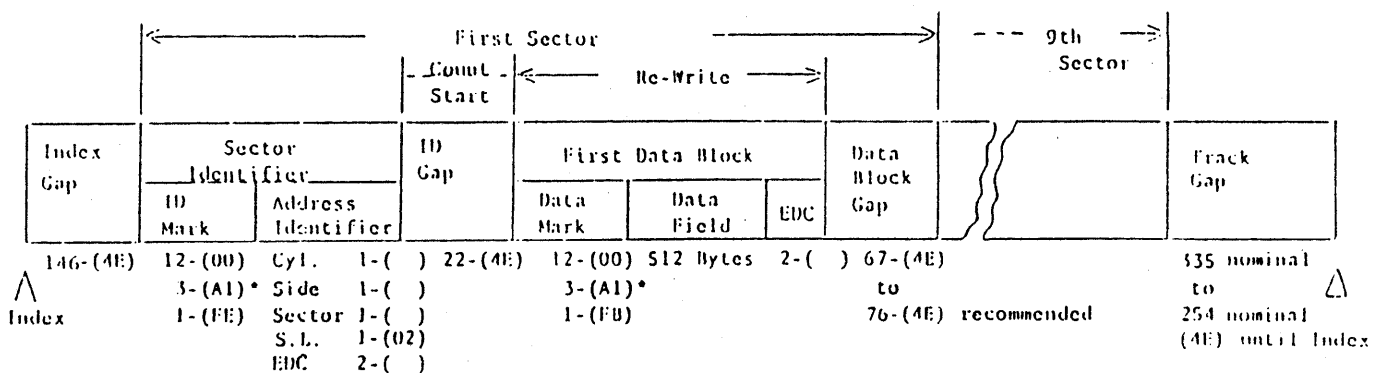 First Sector --- 9th
Sector
Count
Start
Re-Write
Index
Gap
Sector
Identifier
ID
Gap
First Data Block
Data
Block
Gap
Track
Gap
ID
Mark
Address
Identifier
Data
Mark
Data
Field
EDC
146-(4E) 12-(00) Cyl. 1-( ) 22-(4E) 12-(00) 512 Bytes 2-( ) 67-(4E) 335 nominal
3-(A1)* Side 1-( ) 3-(A1)* to to
Index 1-(FE) Sector 1-( ) 1-(FB) 76-(4E) recommended 254 nominal
S.L. 1-(02) (4E) until Index
EDC 2-( )